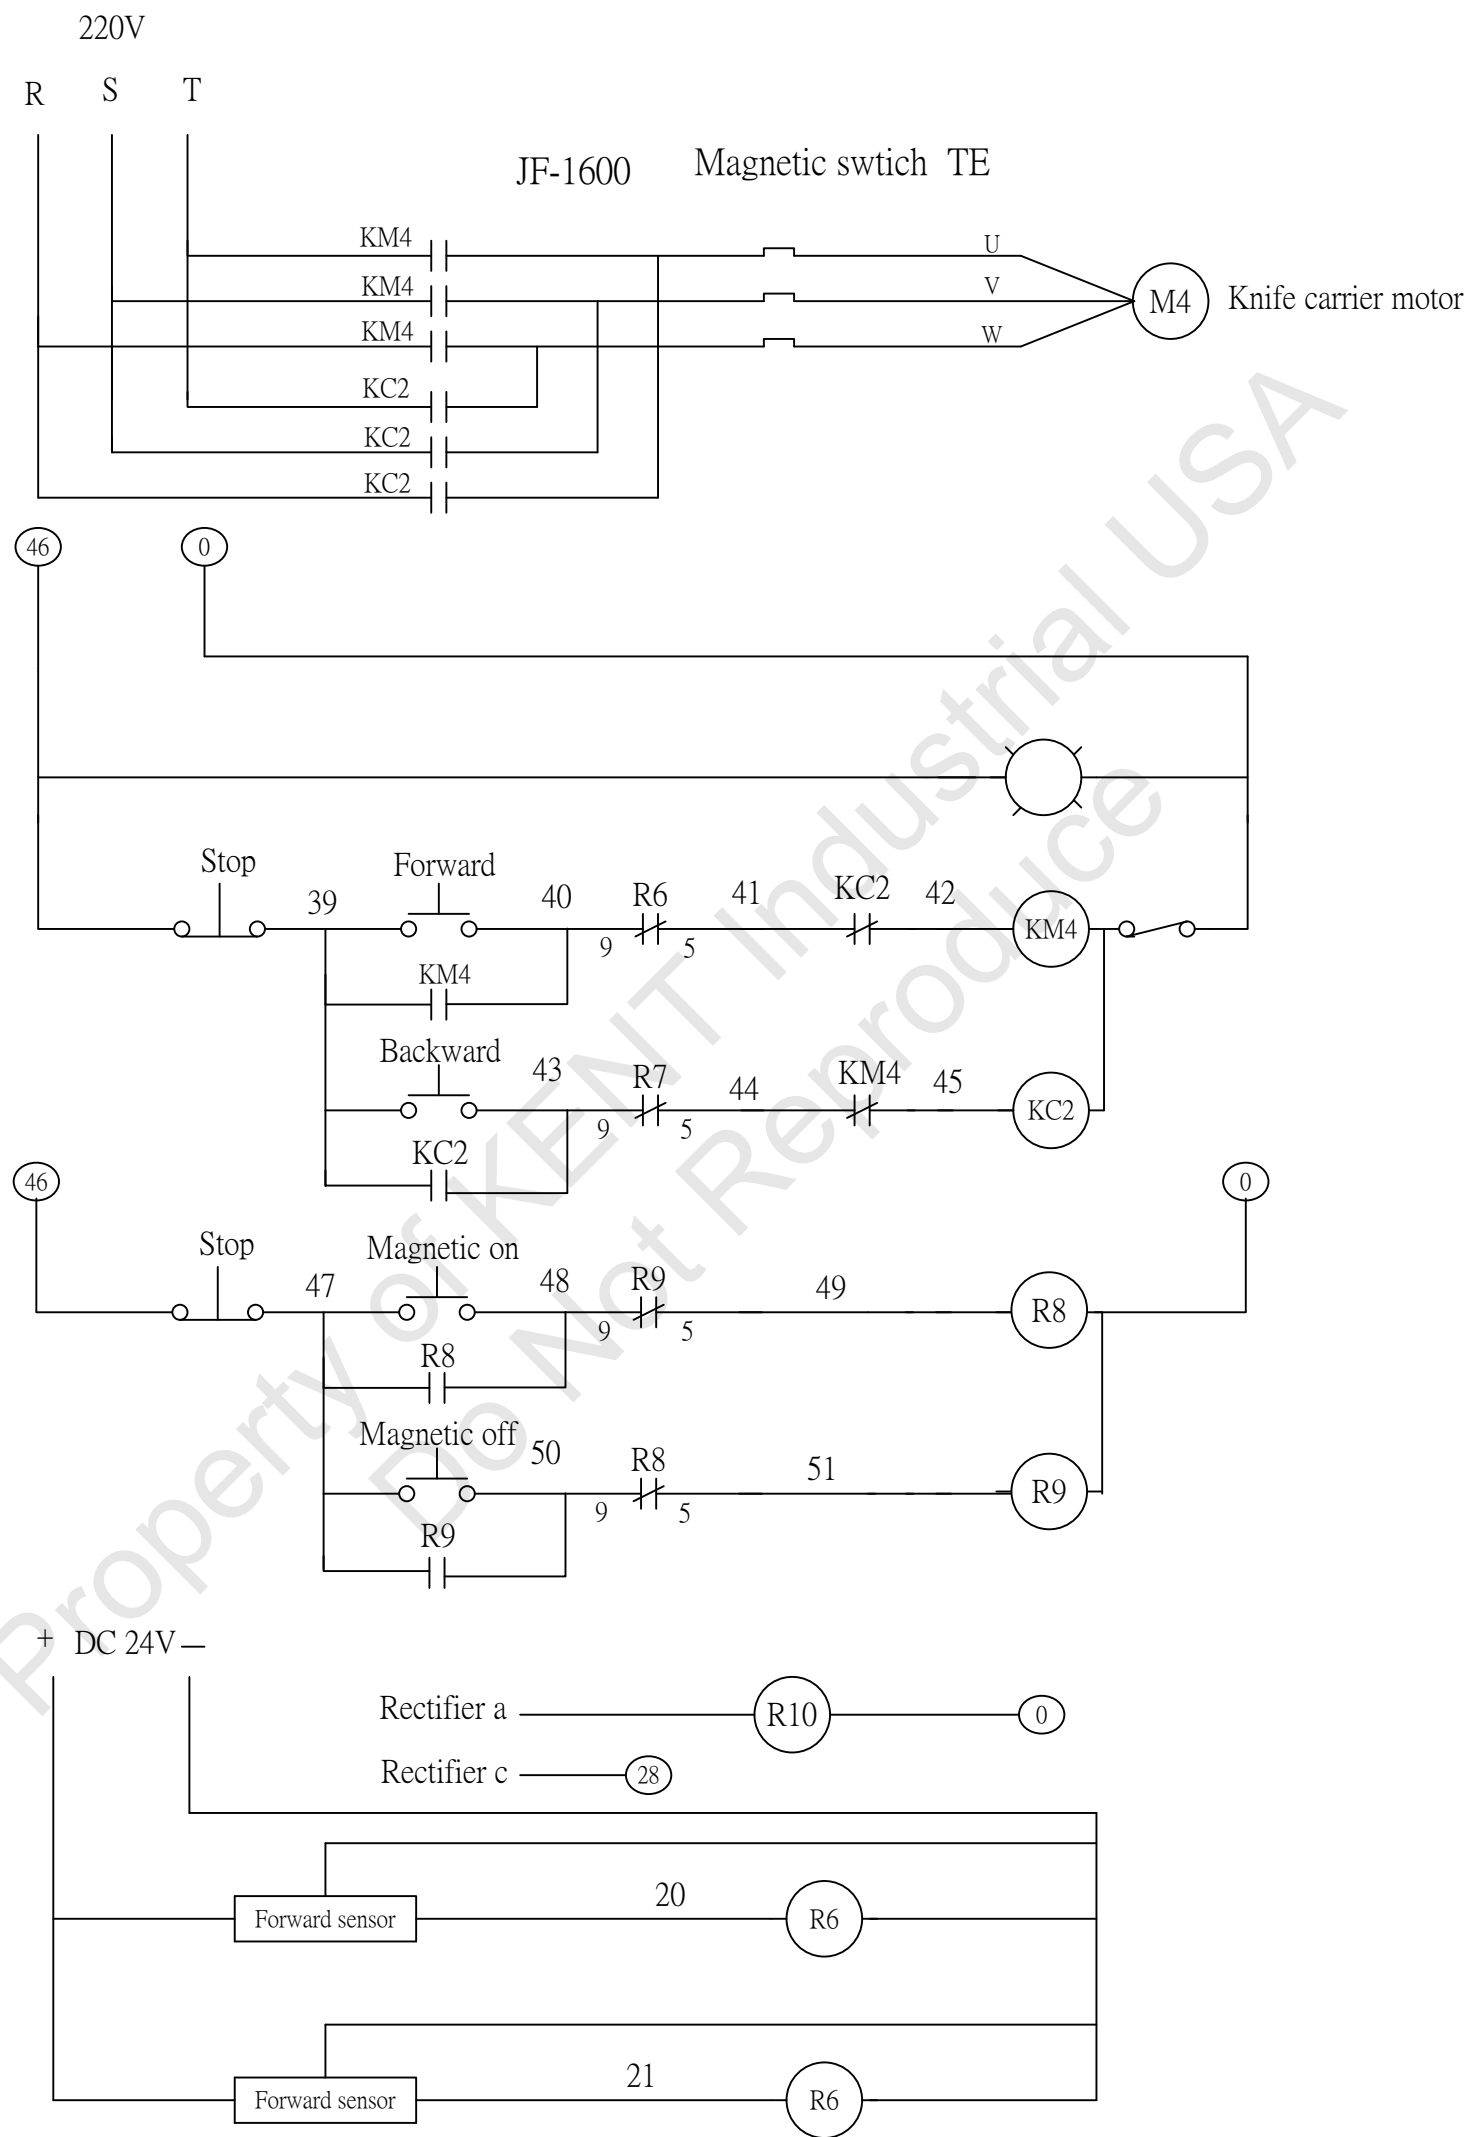 220V
R S T
JF-1600 Magnetic swtich TE
KM4 U
KM4 V
M4 Knife carrier motor
KM4 W
KC2
KC2
KC2
46 0
Stop 39 Forward 40 R6 41 KC2 42
9 5 KM4
KM4
Backward 43 R7 44 KM4 45
9 5 KC2
KC2
46 0
Stop 47 Magnetic on 48 R9 49
9 5 R8
R8
Magnetic off 50 R8 51
9 5 R9
R9
+ DC 24V —
Rectifier a R10 0
Rectifier c 28
20
Forward sensor R6
21
Forward sensor R6
Property of KENT Industrial USA
Do Not Reproduce